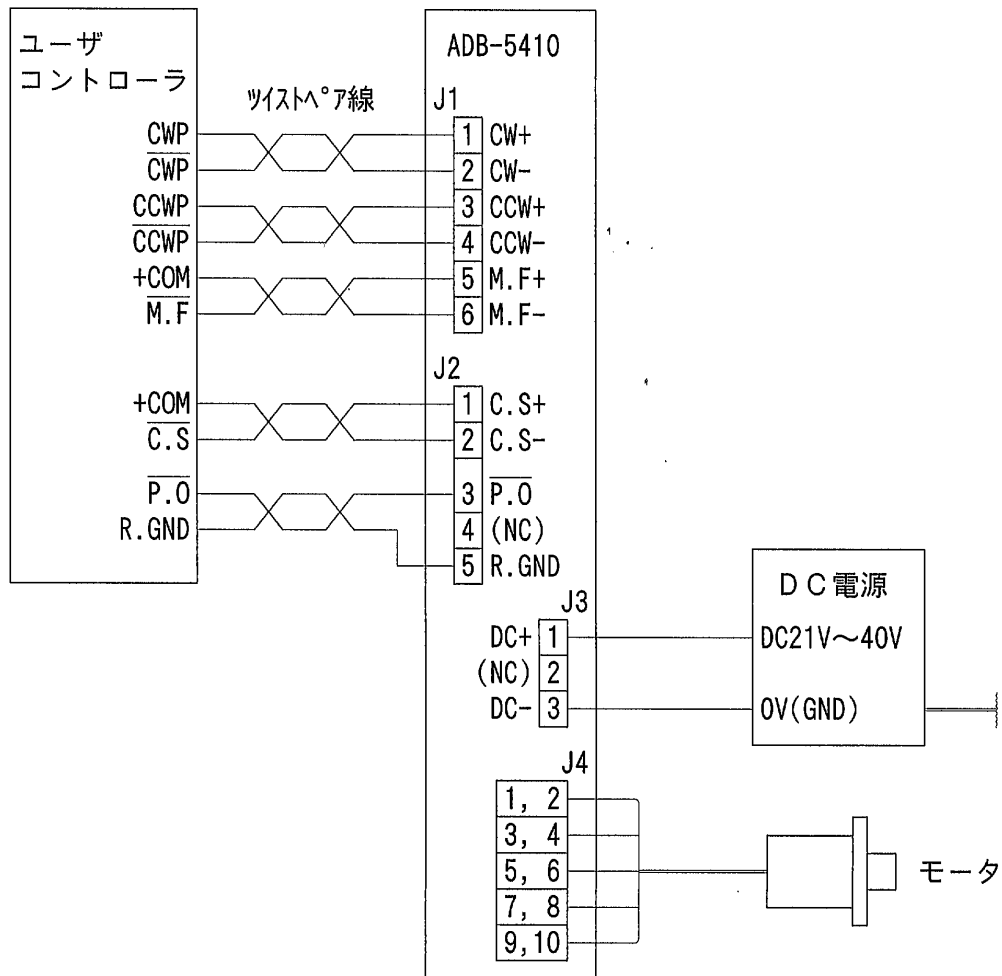 ユーザ
コントローラ
ADB-5410
ツイストペア線
J1
CWP 1 CW+
C̅W̅P̅ 2 CW-
CCWP 3 CCW+
C̅C̅W̅P̅ 4 CCW-
+COM 5 M.F+
M̅.̅F̅ 6 M.F-
J2
+COM 1 C.S+
C̅.̅S̅ 2 C.S-
P̅.̅O̅ 3 P̅.̅O̅
4 (NC)
R.GND 5 R.GND
DC電源
J3
DC+ 1 DC21V～40V
(NC) 2
DC- 3 0V(GND)
J4
1, 2
3, 4
5, 6
モータ
7, 8
9,10